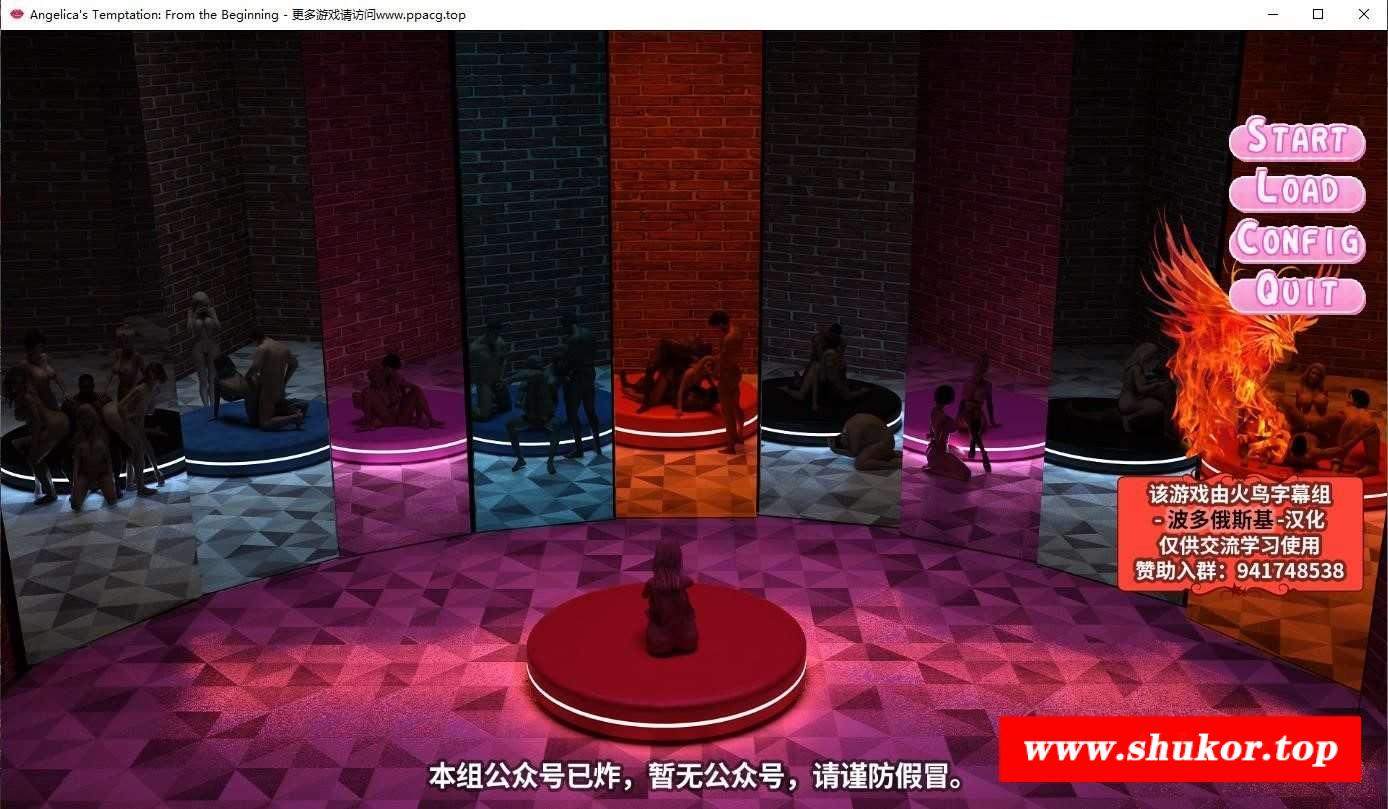 Angelica's Temptation: From the Beginning - 更多游戏请访问www.ppacg.top
START
LOAD
CONFIG
QUIT
该游戏由火鸟字幕组
- 波多俄斯基 -汉化
仅供交流学习使用
赞助入群：941748538
www.shukor.top
本组公众号已炸，暂无公众号，请谨防假冒。